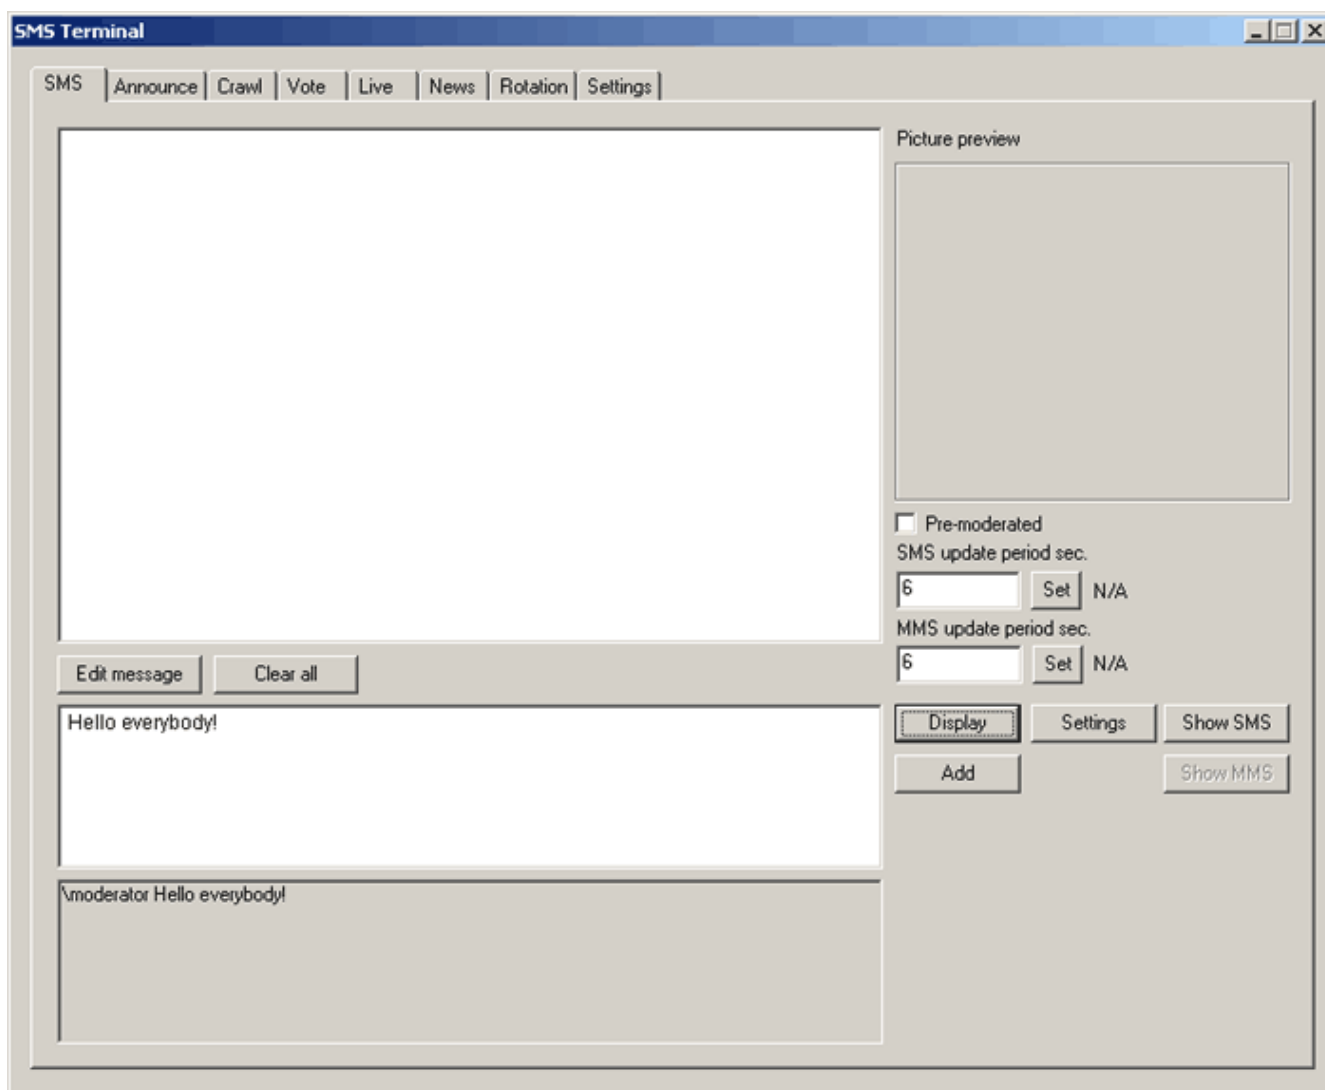 SMS Terminal
SMS Announce Crawl Vote Live News Rotation Settings
Picture preview
Pre-moderated
SMS update period sec.
6 Set N/A
MMS update period sec.
6 Set N/A
Edit message Clear all
Hello everybody!
Display Settings Show SMS
Add Show MMS
\moderator Hello everybody!